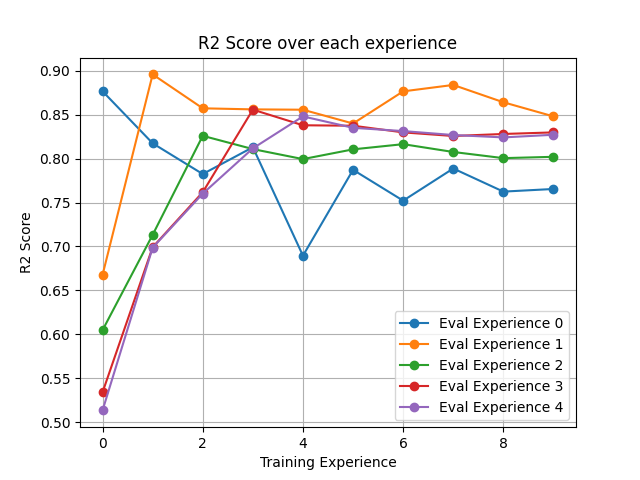 R2 Score over each experience
R2 Score
0.90
0.85
0.80
0.75
0.70
0.65
0.60
0.55
0.50
0
2
4
6
8
Training Experience
Eval Experience 0
Eval Experience 1
Eval Experience 2
Eval Experience 3
Eval Experience 4